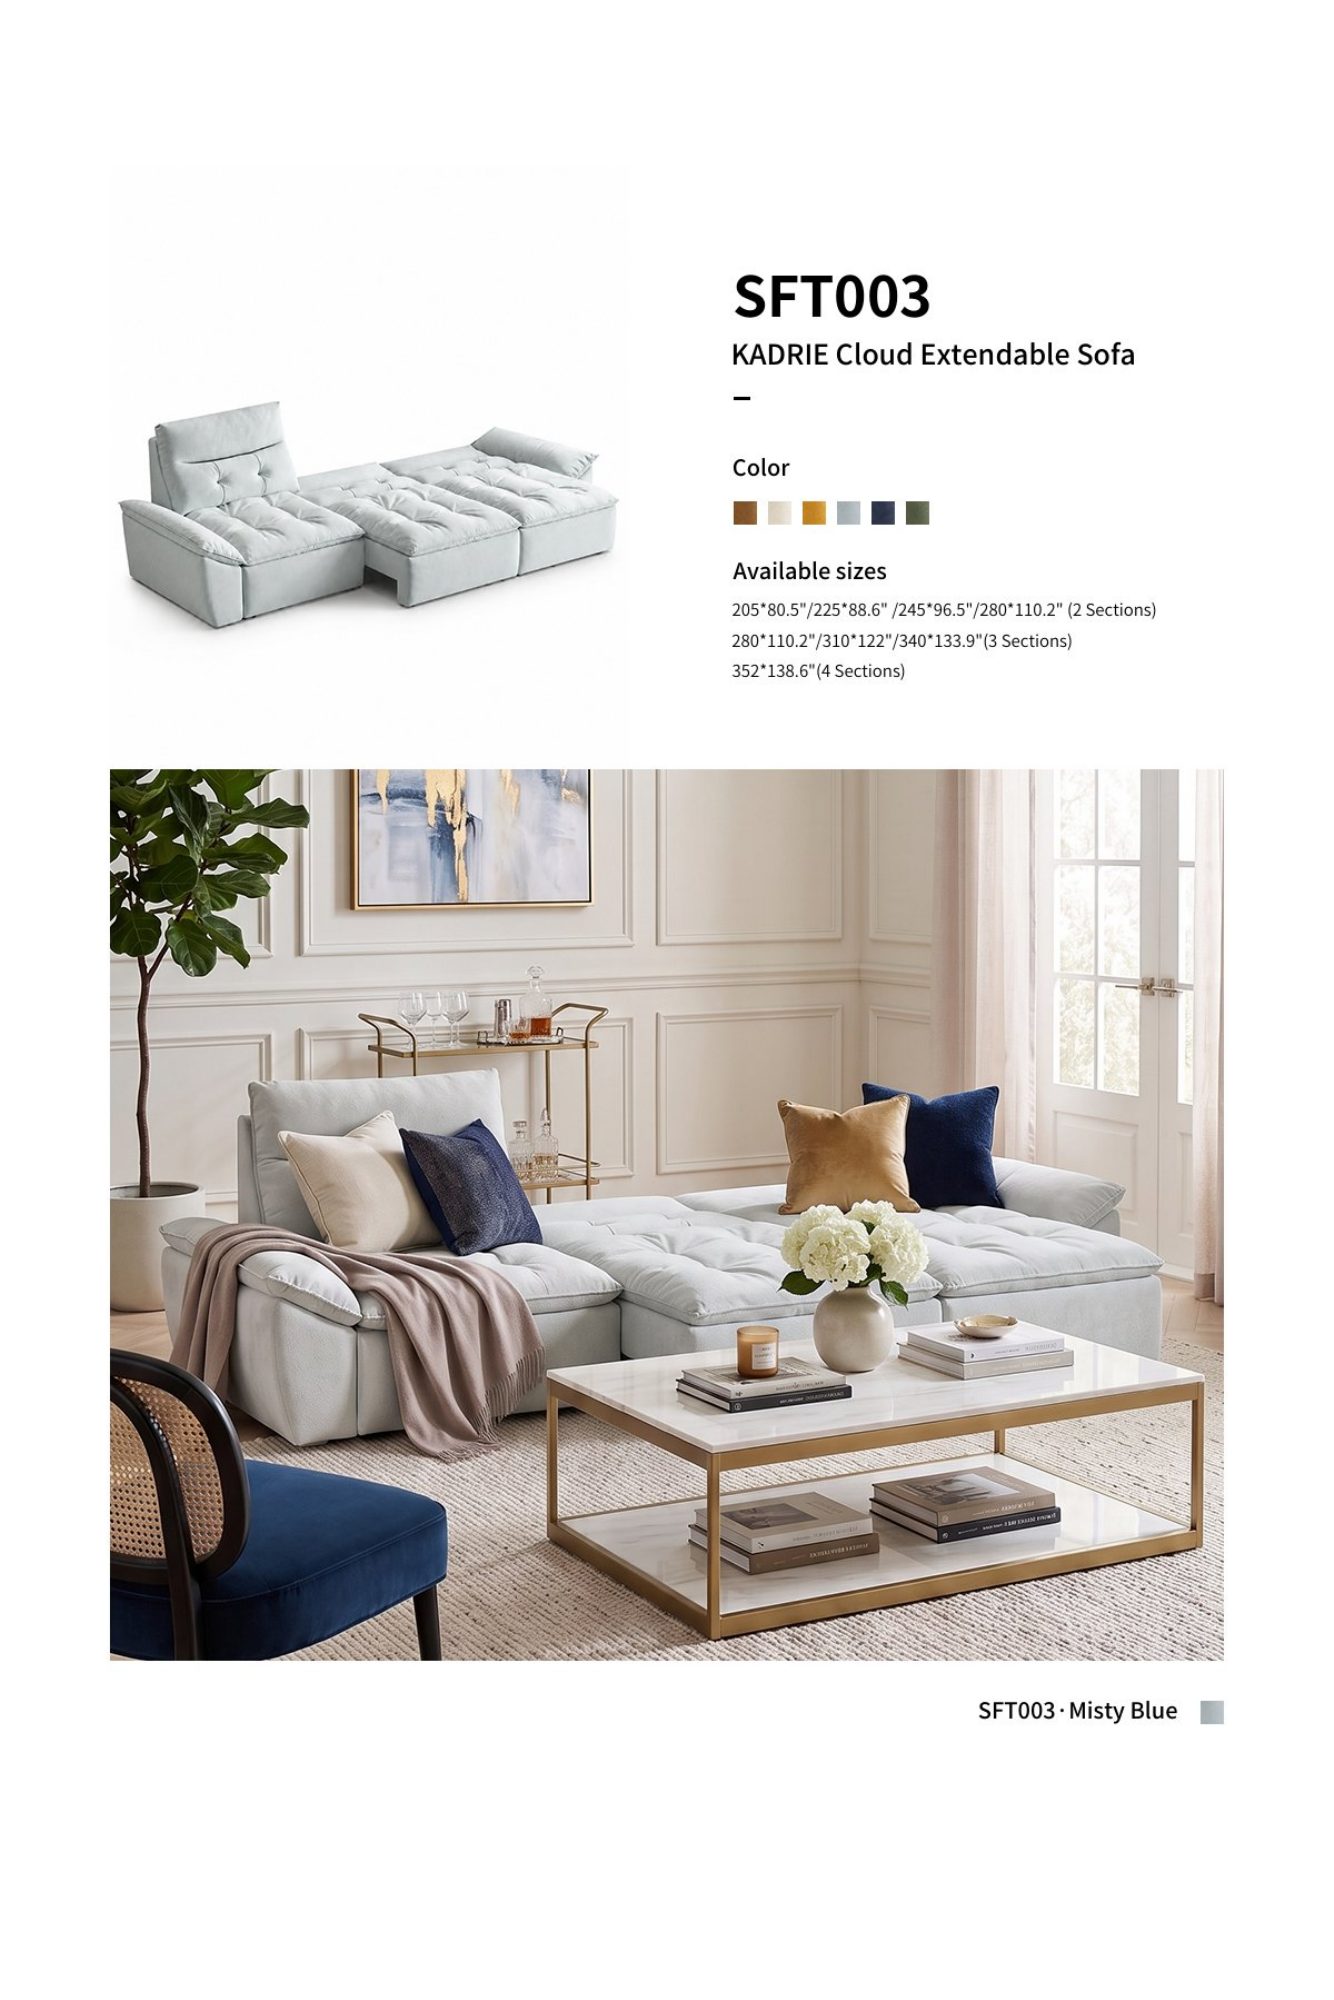 SFT003
KADRIE Cloud Extendable Sofa
–
Color
Available sizes
205*80.5"/225*88.6" /245*96.5"/280*110.2" (2 Sections)
280*110.2"/310*122"/340*133.9"(3 Sections)
352*138.6"(4 Sections)
SFT003·Misty Blue